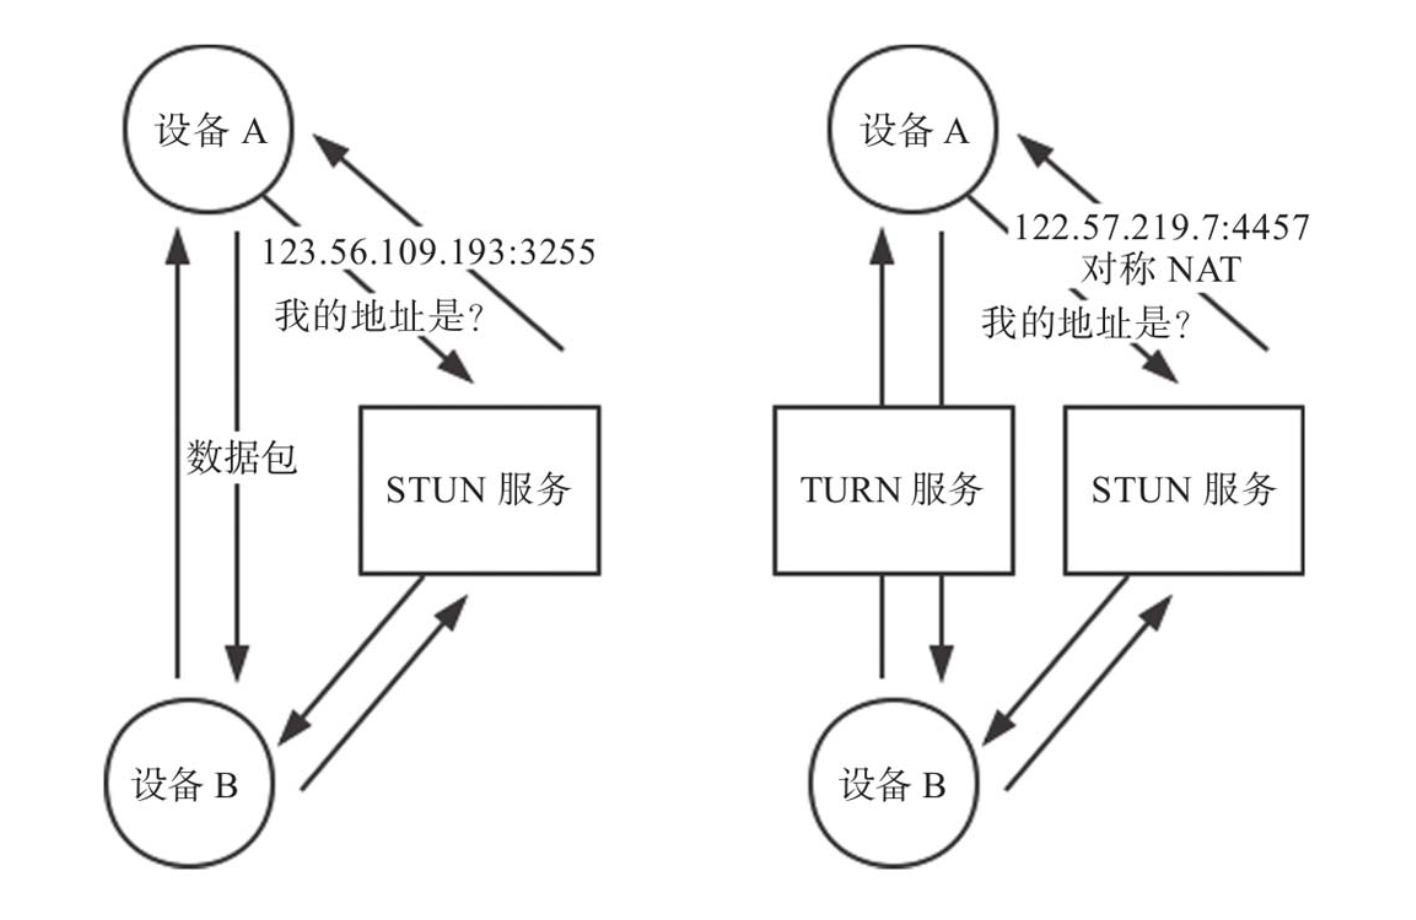 设备 A
123.56.109.193:3255
我的地址是?
数据包
STUN 服务
设备 B
设备 A
122.57.219.7:4457
对称 NAT
我的地址是?
TURN 服务
STUN 服务
设备 B